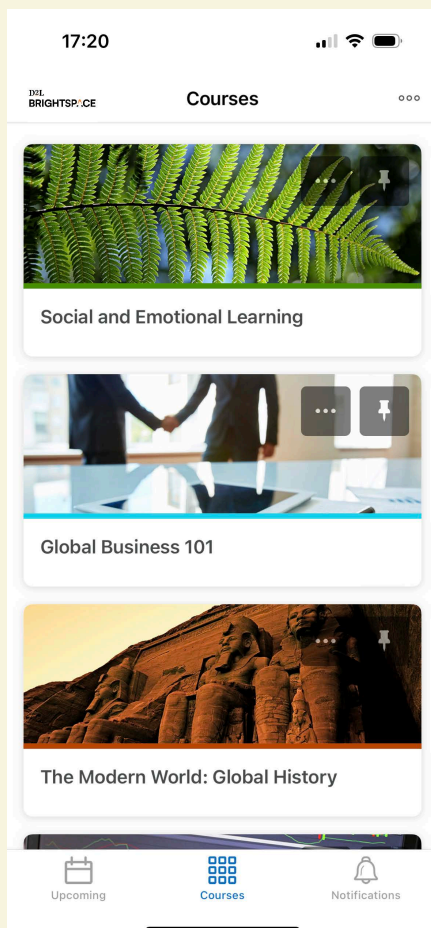 17:20
D2L
BRIGHTSPACE
Courses
Social and Emotional Learning
Global Business 101
The Modern World: Global History
Upcoming
Courses
Notifications